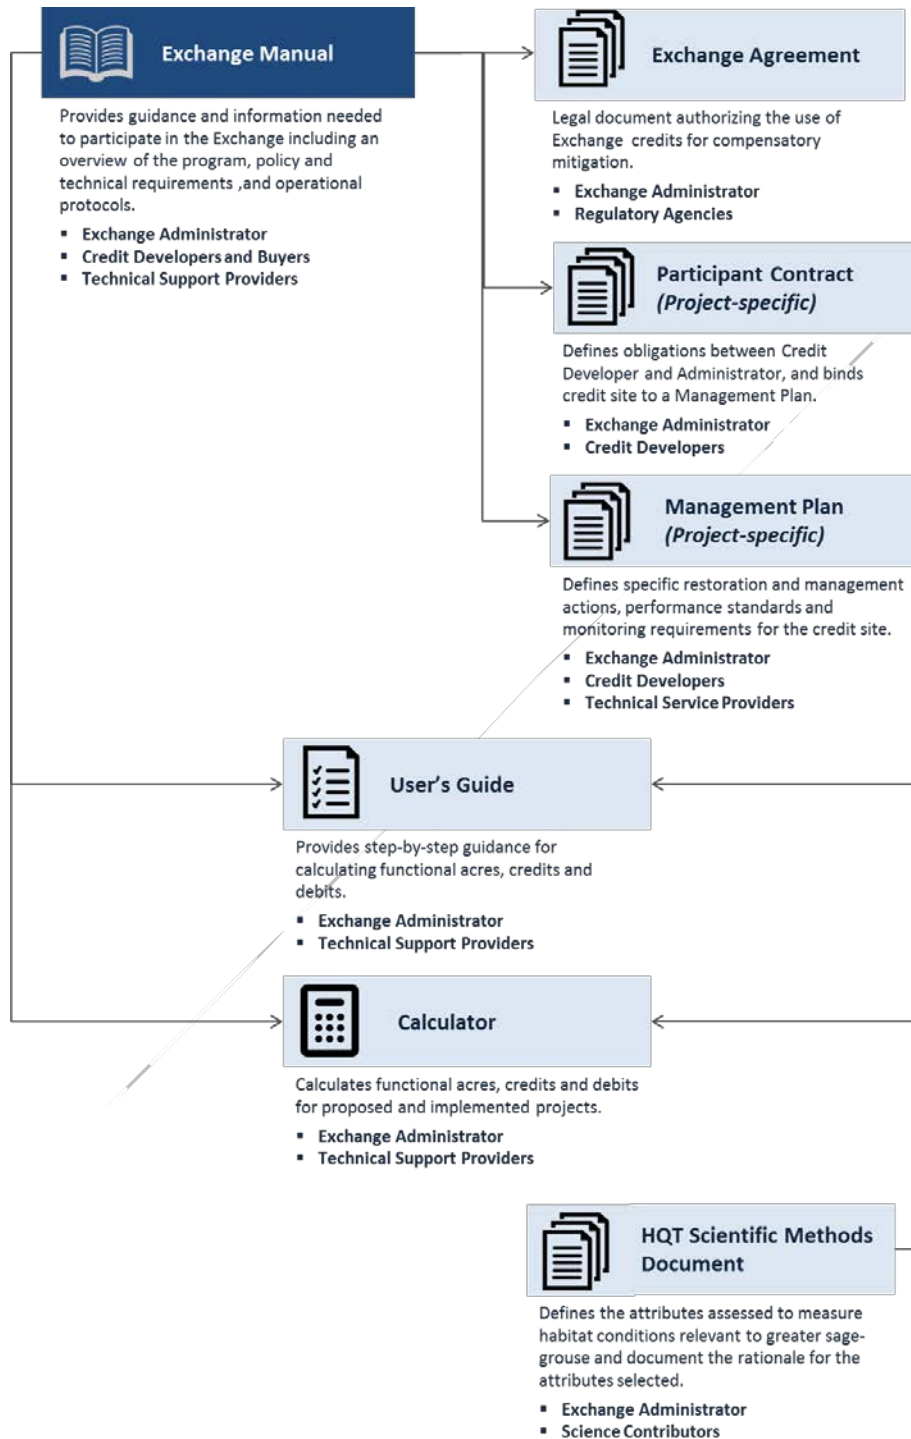 Exchange Manual
Provides guidance and information needed
to participate in the Exchange including an
overview of the program, policy and
technical requirements ,and operational
protocols.
▪ Exchange Administrator
▪ Credit Developers and Buyers
▪ Technical Support Providers
Exchange Agreement
Legal document authorizing the use of
Exchange credits for compensatory
mitigation.
▪ Exchange Administrator
▪ Regulatory Agencies
Participant Contract
(Project-specific)
Defines obligations between Credit
Developer and Administrator, and binds
credit site to a Management Plan.
▪ Exchange Administrator
▪ Credit Developers
Management Plan
(Project-specific)
Defines specific restoration and management
actions, performance standards and
monitoring requirements for the credit site.
▪ Exchange Administrator
▪ Credit Developers
▪ Technical Service Providers
User's Guide
Provides step-by-step guidance for
calculating functional acres, credits and
debits.
▪ Exchange Administrator
▪ Technical Support Providers
Calculator
Calculates functional acres, credits and debits
for proposed and implemented projects.
▪ Exchange Administrator
▪ Technical Support Providers
HQT Scientific Methods
Document
Defines the attributes assessed to measure
habitat conditions relevant to greater sage-
grouse and document the rationale for the
attributes selected.
▪ Exchange Administrator
▪ Science Contributors